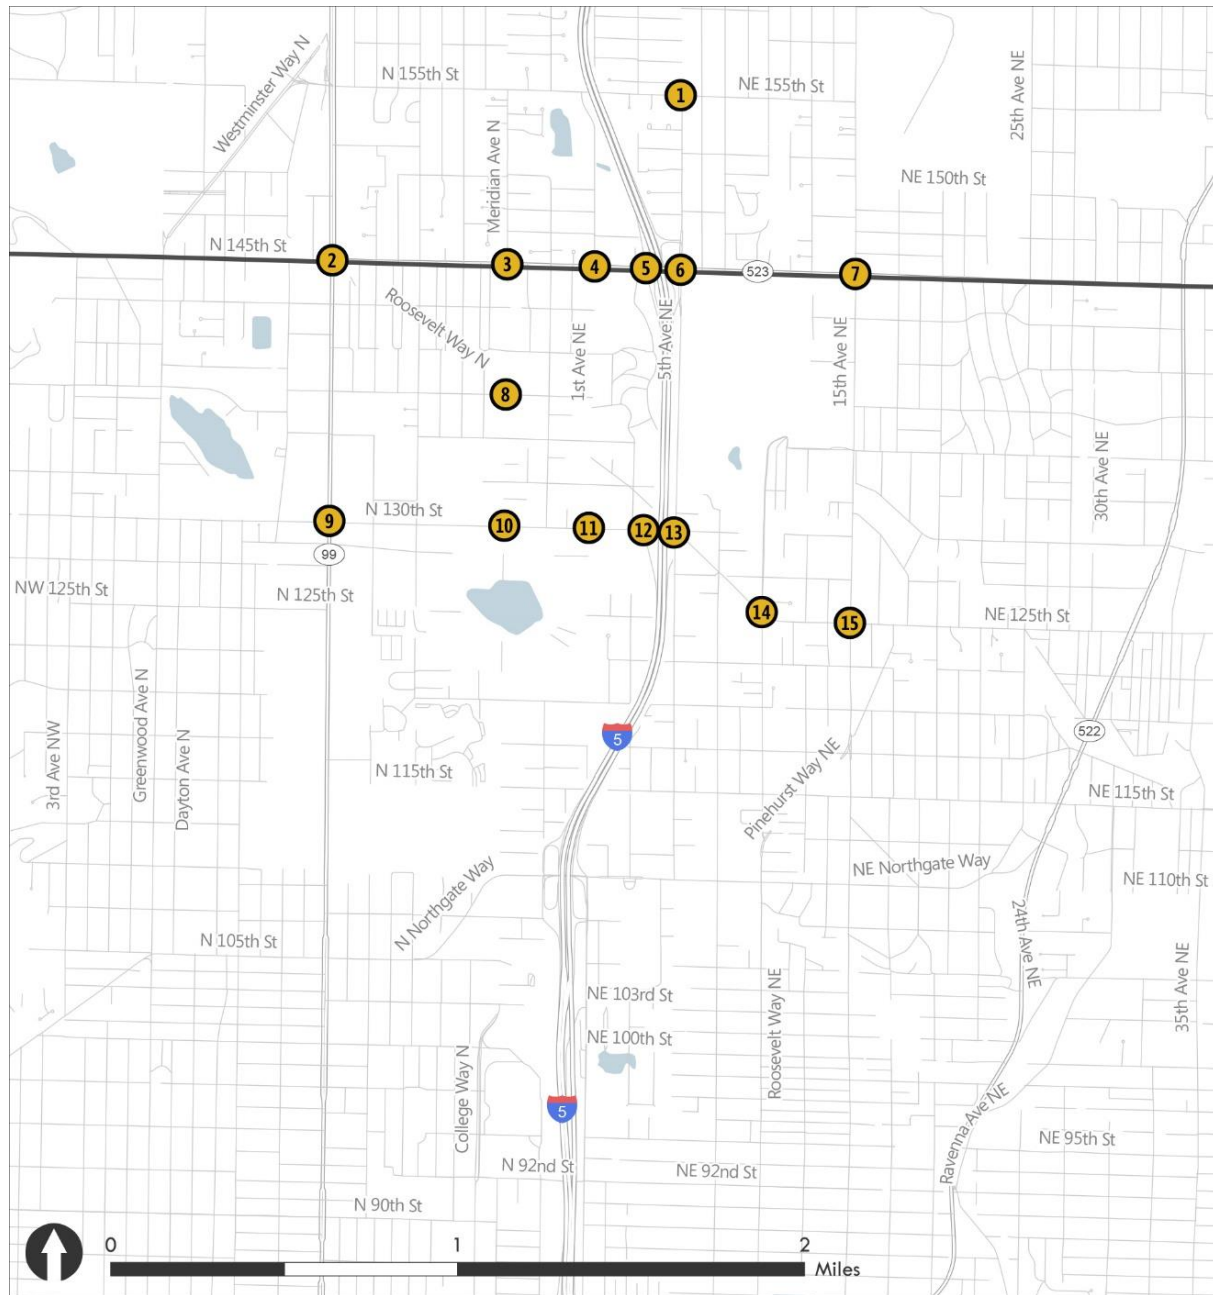 Westminster Way N
N 155th St
1
NE 155th St
25th Ave NE
Meridian Ave N
NE 150th St
N 145th St
2
3
4
5
6
523
7
Roosevelt Way N
1st Ave NE
5th Ave NE
15th Ave NE
8
30th Ave NE
9
N 130th St
10
11
12
13
99
NW 125th St
N 125th St
14
15
NE 125th St
3rd Ave NW
Greenwood Ave N
Dayton Ave N
5
522
N 115th St
Pinehurst Way NE
NE 115th St
N Northgate Way
NE Northgate Way
NE 110th St
N 105th St
24th Ave NE
35th Ave NE
NE 103rd St
Roosevelt Way NE
NE 100th St
College Way N
5
Ravenna Ave NE
NE 95th St
N 92nd St
NE 92nd St
N 90th St
0
1
2
Miles